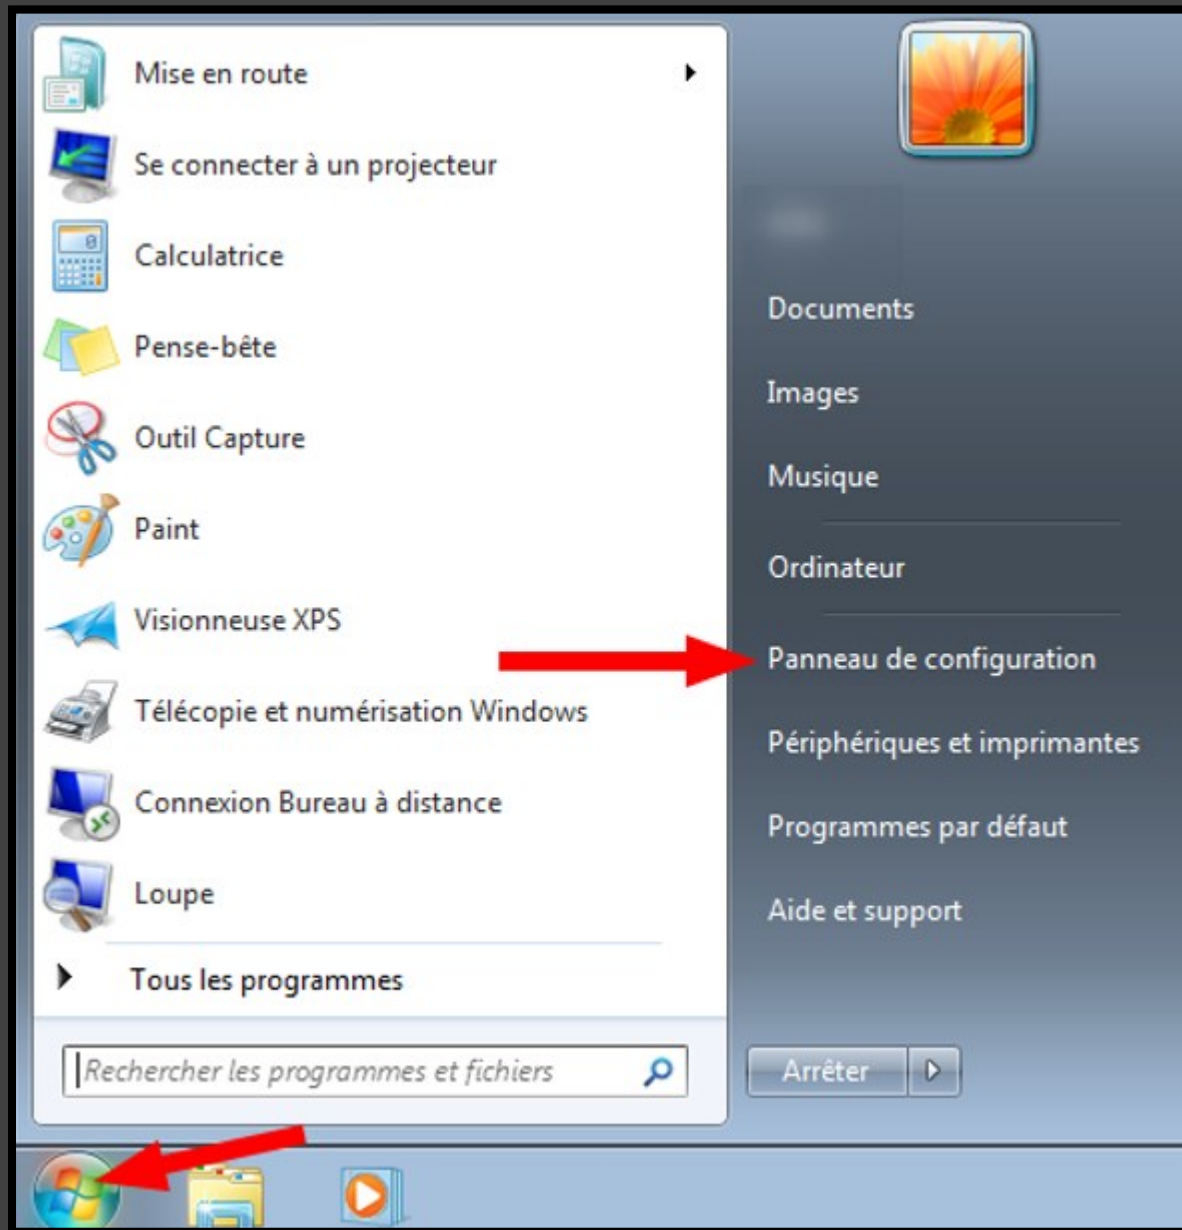 Mise en route
Se connecter à un projecteur
Calculatrice
Pense-bête
Outil Capture
Paint
Visionneuse XPS
Télécopie et numérisation Windows
Connexion Bureau à distance
Loupe
Tous les programmes
Rechercher les programmes et fichiers
Documents
Images
Musique
Ordinateur
Panneau de configuration
Périphériques et imprimantes
Programmes par défaut
Aide et support
Arrêter